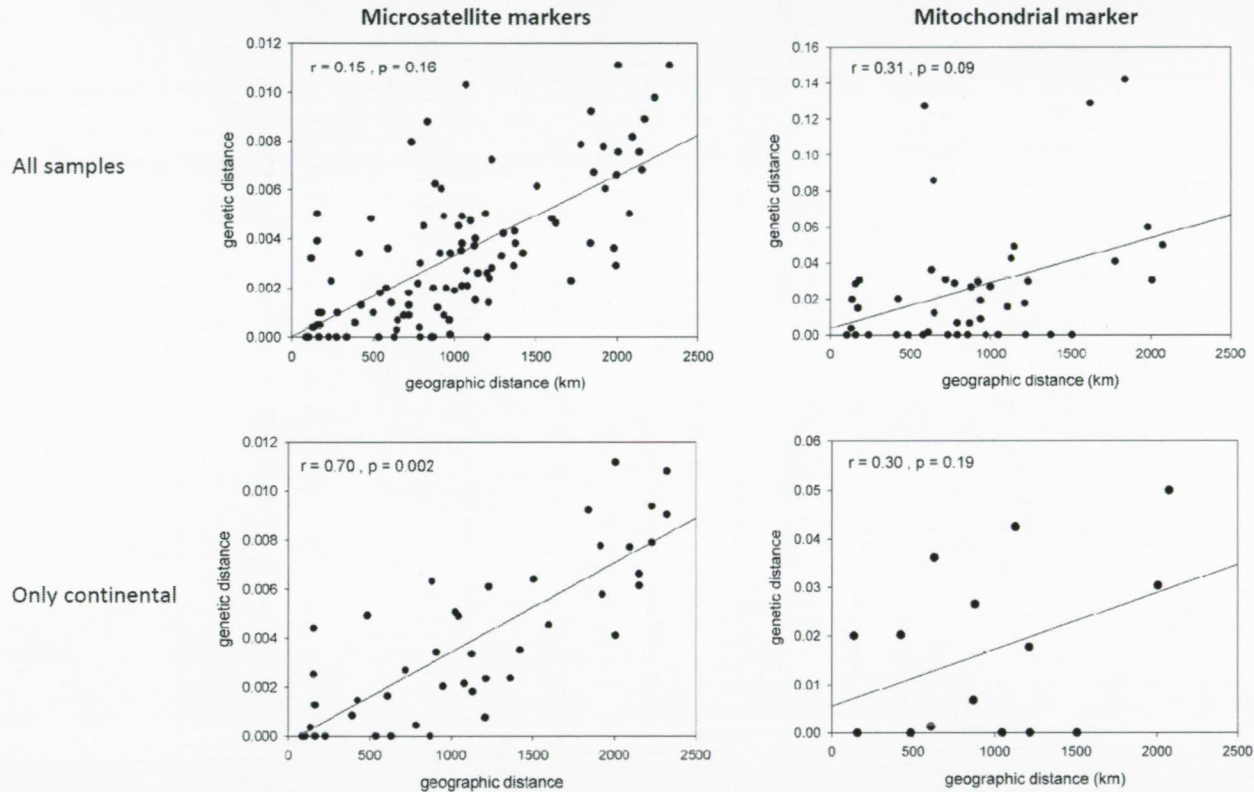 Microsatellite markers
Mitochondrial marker
All samples
r = 0.15 , p = 0.16
genetic distance
0.012
0.010
0.008
0.006
0.004
0.002
0.000
0 500 1000 1500 2000 2500
geographic distance (km)
r = 0.31 , p = 0.09
genetic distance
0.16
0.14
0.12
0.10
0.08
0.06
0.04
0.02
0.00
0 500 1000 1500 2000 2500
geographic distance (km)
Only continental
r = 0.70 , p = 0.002
genetic distance
0.012
0.010
0.008
0.006
0.004
0.002
0.000
0 500 1000 1500 2000 2500
geographic distance
r = 0.30 , p = 0.19
genetic distance
0.06
0.05
0.04
0.03
0.02
0.01
0.00
0 500 1000 1500 2000 2500
geographic distance (km)